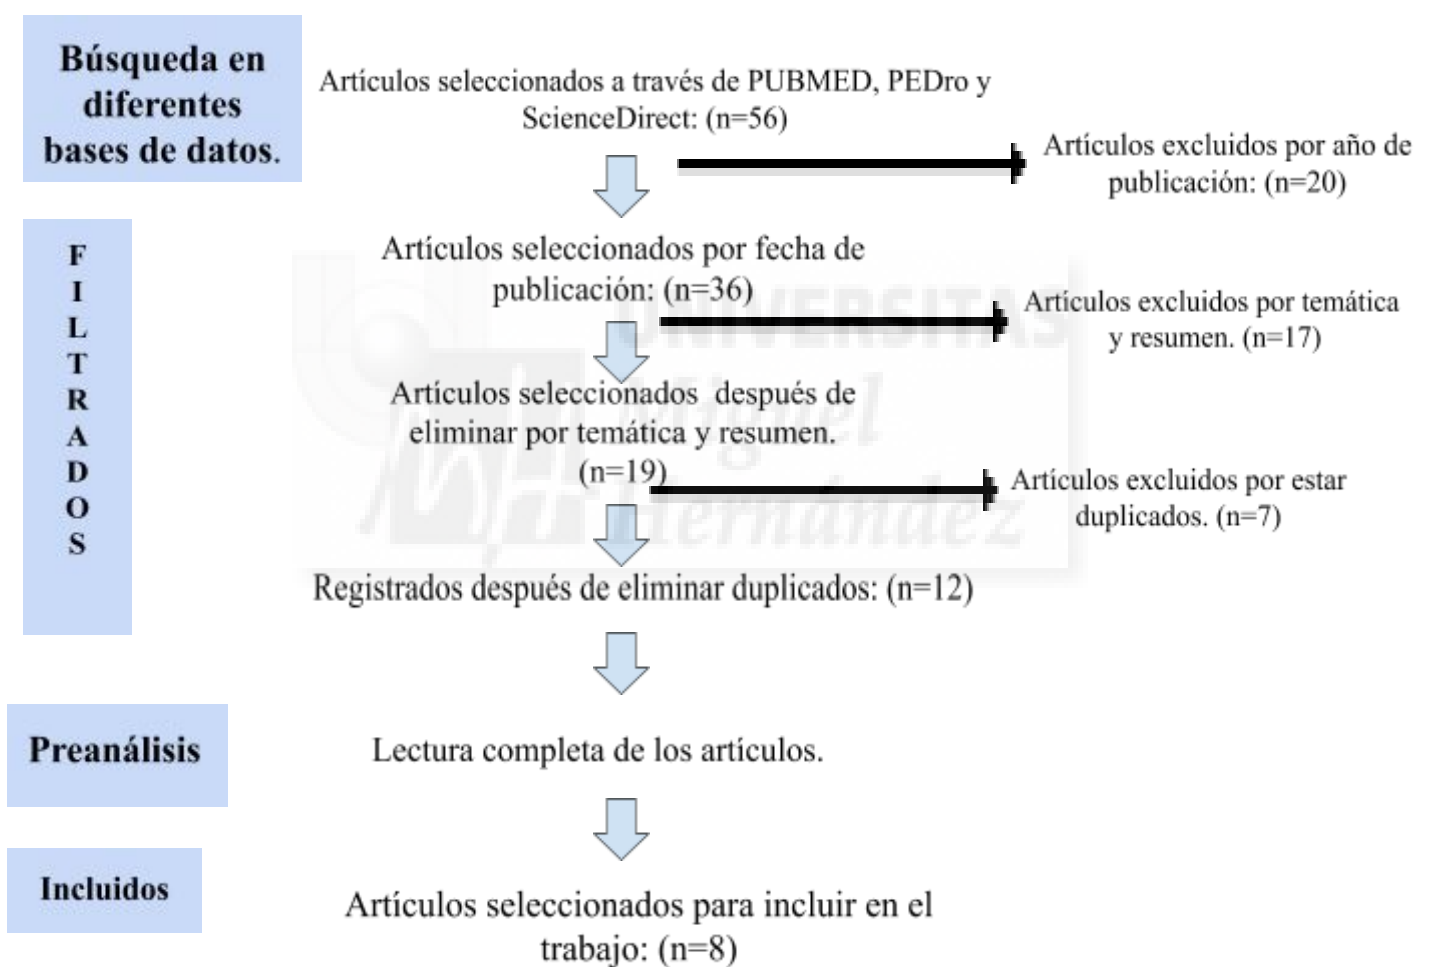 Búsqueda en
diferentes
bases de datos.
Artículos seleccionados a través de PUBMED, PEDro y
ScienceDirect: (n=56)
Artículos excluidos por año de
publicación: (n=20)
F
I
L
T
R
A
D
O
S
Artículos seleccionados por fecha de
publicación: (n=36)
Artículos excluidos por temática
y resumen. (n=17)
Artículos seleccionados  después de
eliminar por temática y resumen.
(n=19)
Artículos excluidos por estar
duplicados. (n=7)
Registrados después de eliminar duplicados: (n=12)
UNIVERSITAS
Miguel
Hernández
Preanálisis
Lectura completa de los artículos.
Incluidos
Artículos seleccionados para incluir en el
trabajo: (n=8)